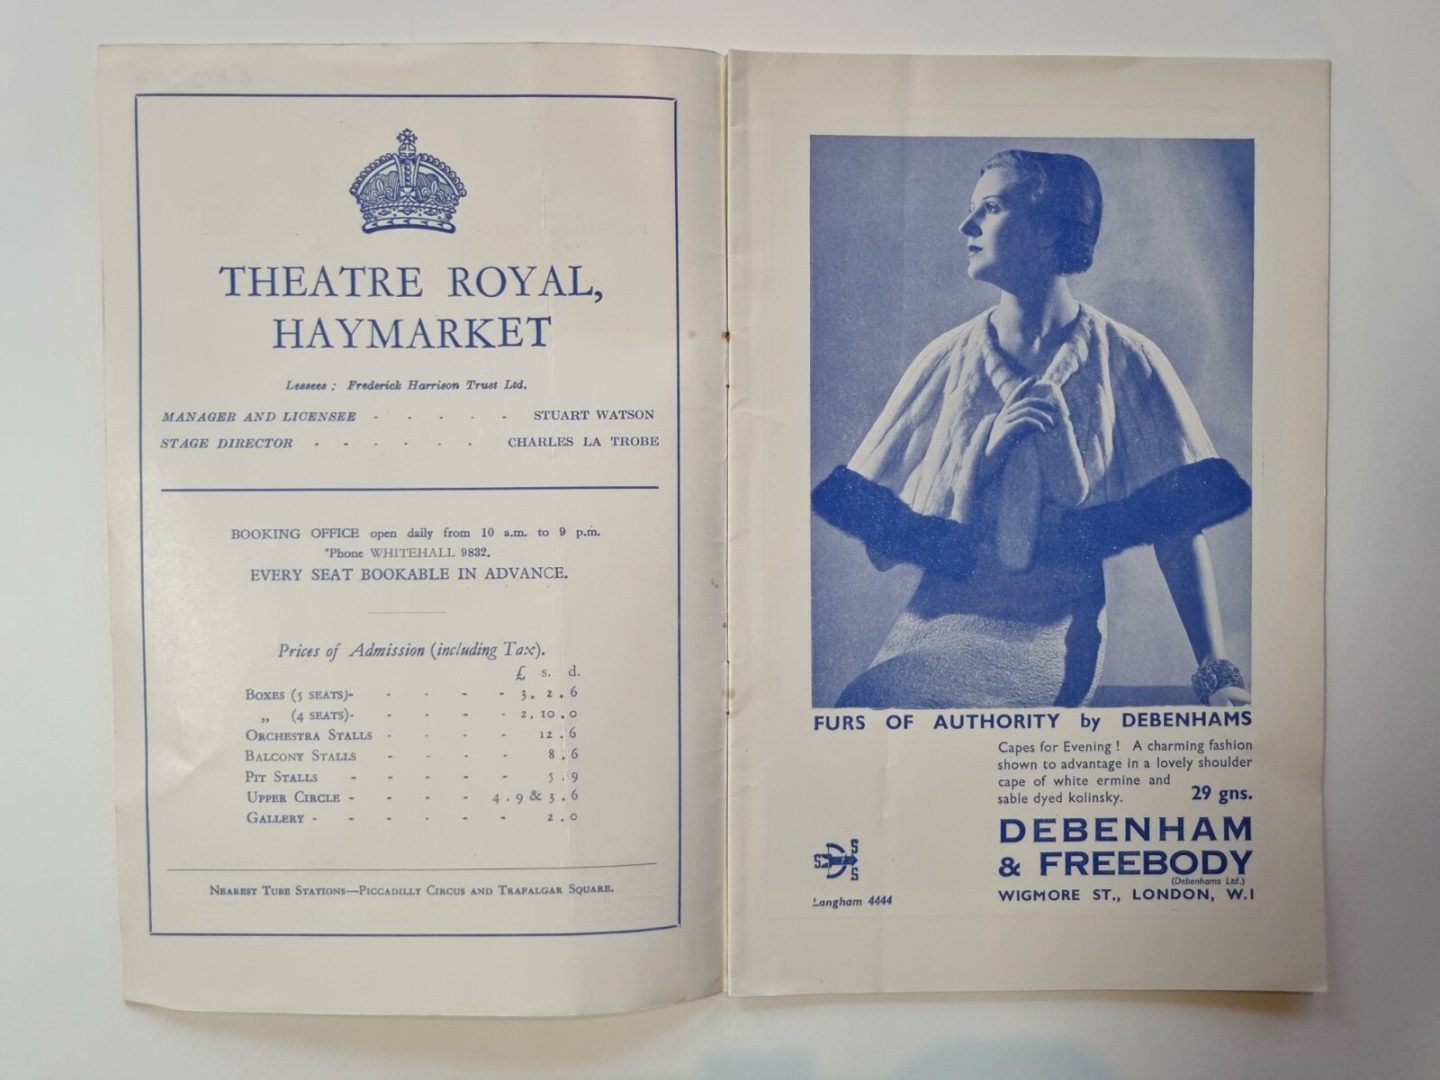 THEATRE ROYAL,
HAYMARKET
Lessees : Frederick Harrison Trust Ltd.
MANAGER AND LICENSEE - - - - - STUART WATSON
STAGE DIRECTOR - - - - - - CHARLES LA TROBE
BOOKING OFFICE open daily from 10 a.m. to 9 p.m.
'Phone WHITEHALL 9832.
EVERY SEAT BOOKABLE IN ADVANCE.
Prices of Admission (including Tax).
£ s. d.
BOXES (5 SEATS)- - - - - 3 . 2 . 6
„ (4 SEATS)- - - - - 2 . 10 . 0
ORCHESTRA STALLS - - - - 12 . 6
BALCONY STALLS - - - - 8 . 6
PIT STALLS - - - - - 5 . 9
UPPER CIRCLE - - - - 4 . 9 & 3 . 6
GALLERY - - - - - - 2 . 0
NEAREST TUBE STATIONS—PICCADILLY CIRCUS AND TRAFALGAR SQUARE.
FURS OF AUTHORITY by DEBENHAMS
Capes for Evening ! A charming fashion
shown to advantage in a lovely shoulder
cape of white ermine and
sable dyed kolinsky. 29 gns.
DEBENHAM
& FREEBODY
(Debenhams Ltd.)
WIGMORE ST., LONDON, W.1
S S S
Langham 4444